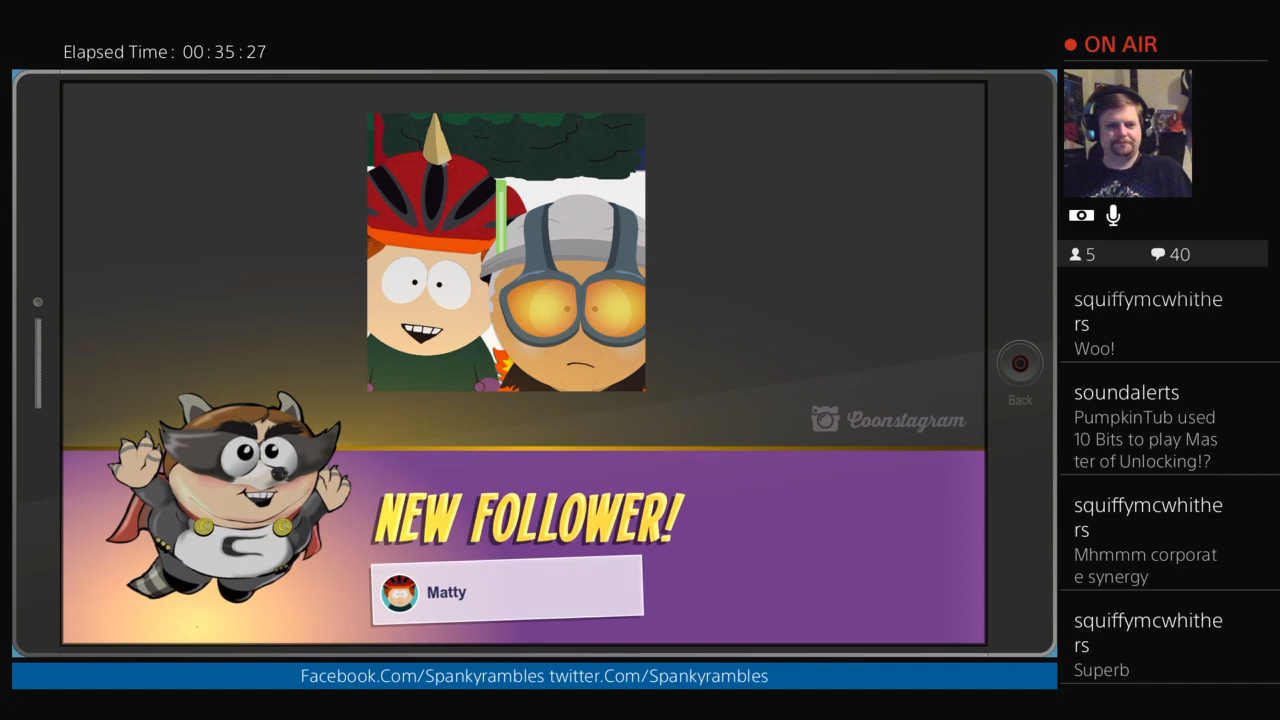 Elapsed Time: 00:35:27
ON AIR
5
40
squiffymcwhithe
rs
Woo!
soundalerts
PumpkinTub used
10 Bits to play Mas
ter of Unlocking!?
squiffymcwhithe
rs
Mhmmm corporat
e synergy
squiffymcwhithe
rs
Superb
Back
Coonstagram
NEW FOLLOWER!
Matty
Facebook.Com/Spankyrambles twitter.Com/Spankyrambles